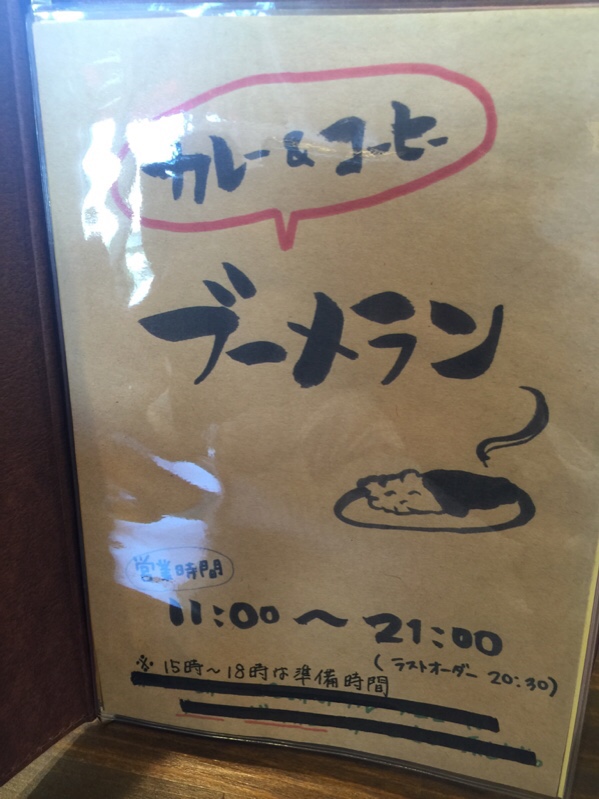 カレー&コーヒー
ブーメラン
営業時間
11:00〜21:00
(ラストオーダー 20:30)
※15時〜18時な準備時間